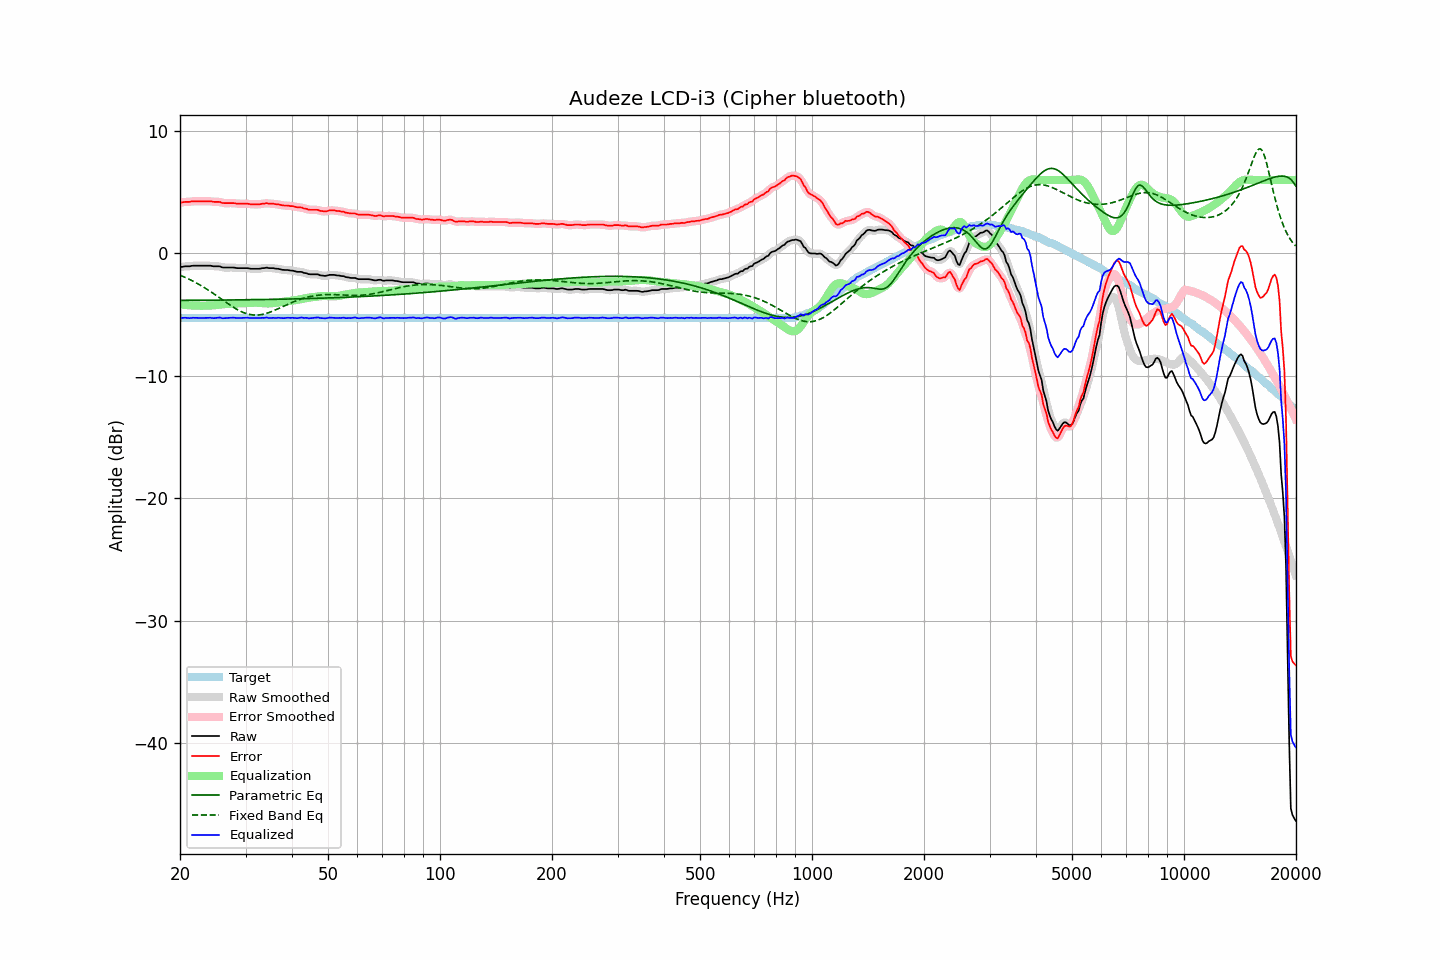 Audeze LCD-i3 (Cipher bluetooth)
10
0
−10
−20
−30
−40
Amplitude (dBr)
Target
Raw Smoothed
Error Smoothed
Raw
Error
Equalization
Parametric Eq
Fixed Band Eq
Equalized
20 50 100 200 500 1000 2000 5000 10000 20000
Frequency (Hz)